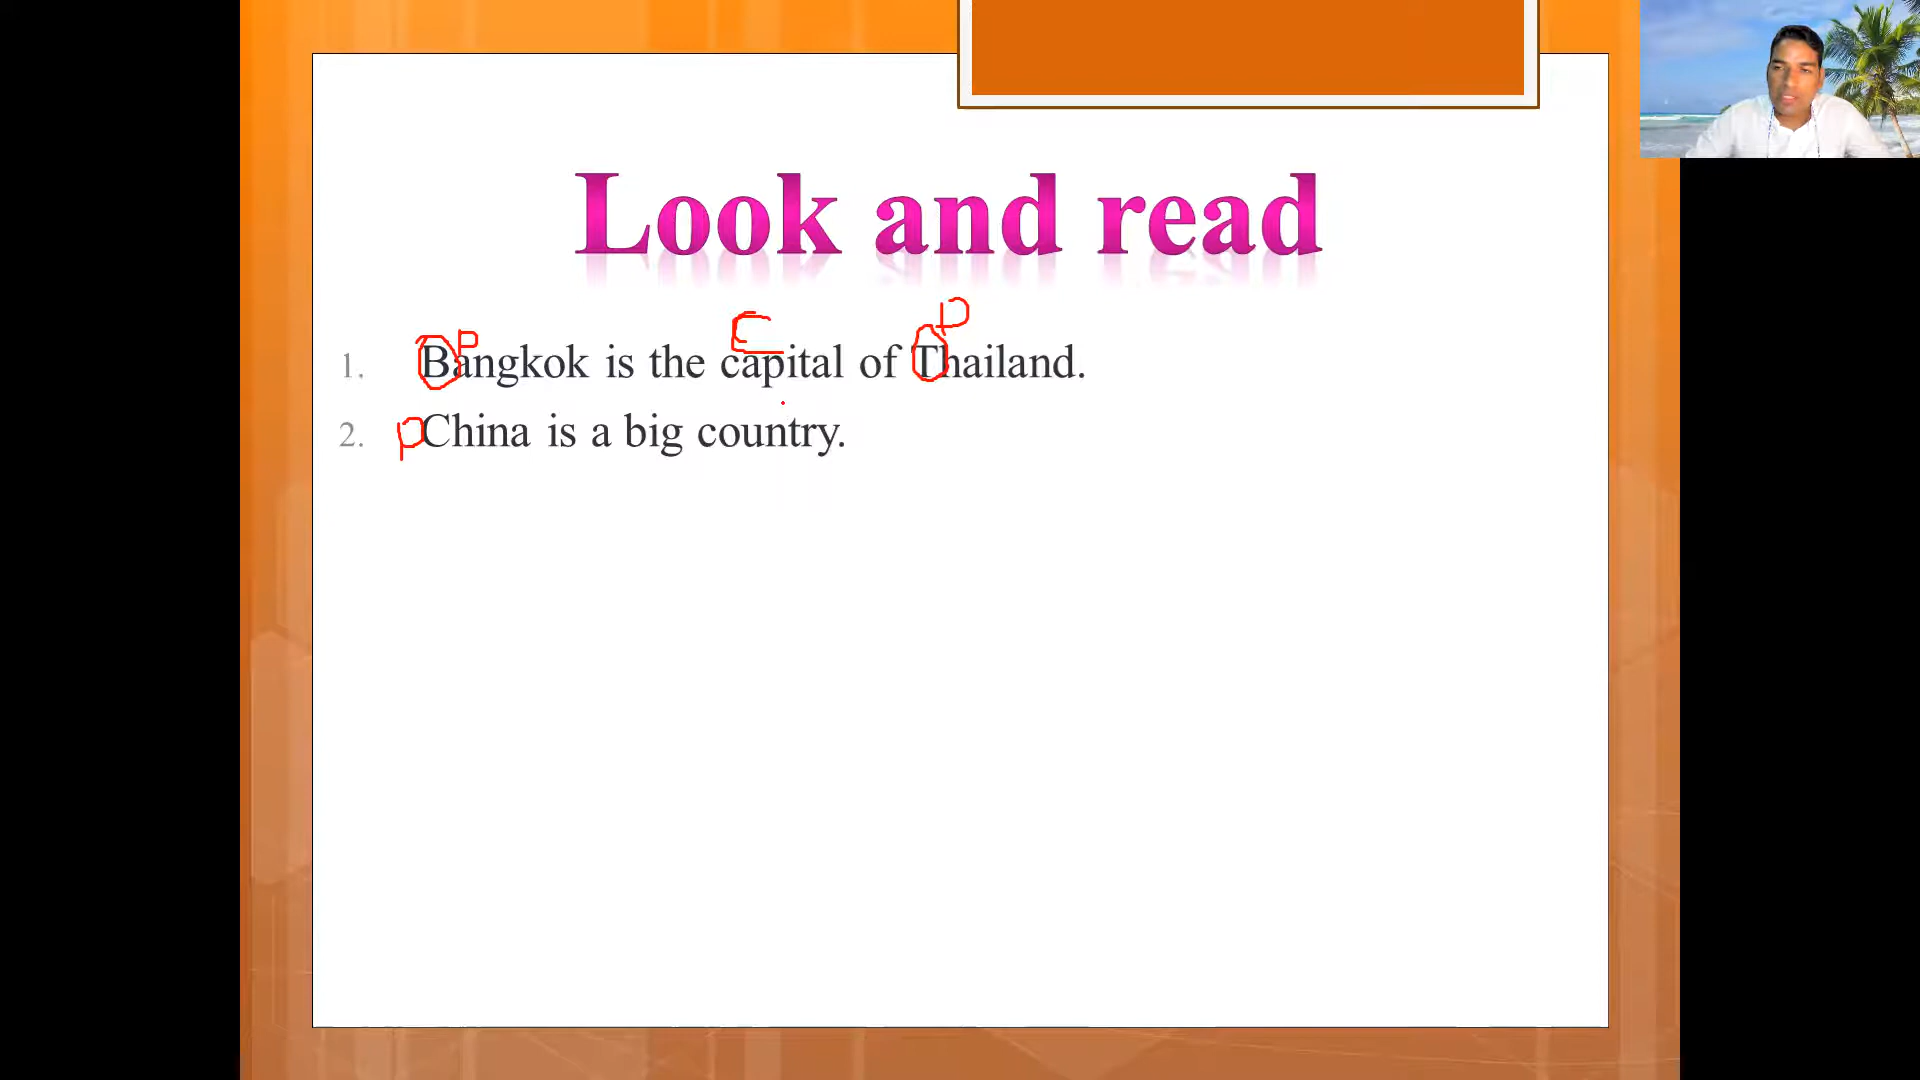 Look and read
P C P
1. Bangkok is the capital of Thailand.
2. P China is a big country.